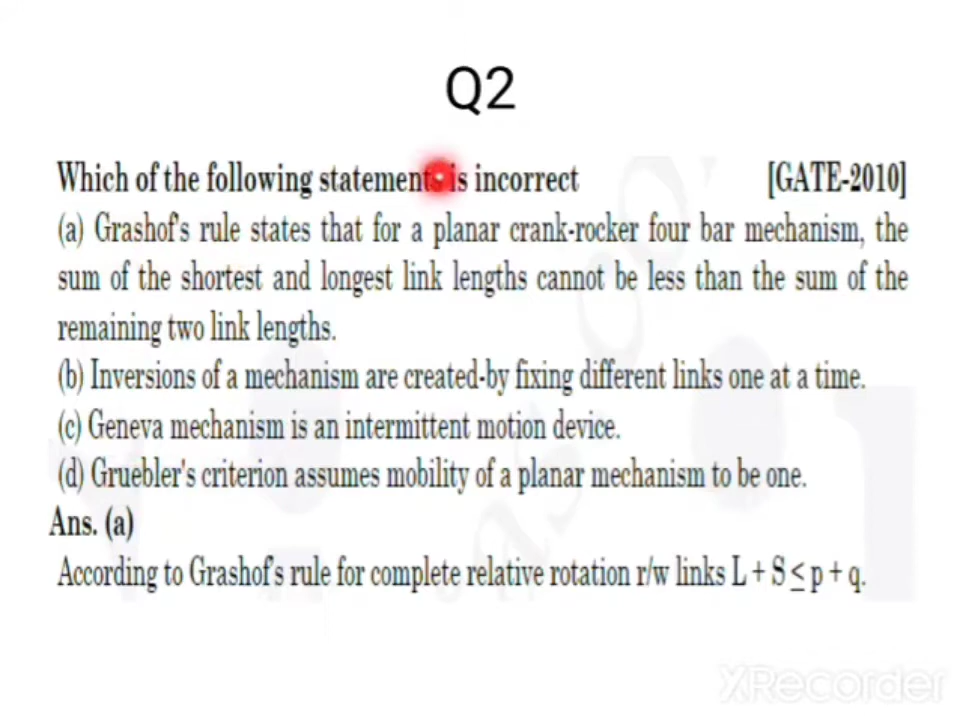 Q2
Which of the following statements is incorrect [GATE-2010]
(a) Grashof's rule states that for a planar crank-rocker four bar mechanism, the
sum of the shortest and longest link lengths cannot be less than the sum of the
remaining two link lengths.
(b) Inversions of a mechanism are created-by fixing different links one at a time.
(c) Geneva mechanism is an intermittent motion device.
(d) Gruebler's criterion assumes mobility of a planar mechanism to be one.
Ans. (a)
According to Grashof's rule for complete relative rotation r/w links L + S ≤ p + q.
XRecorder